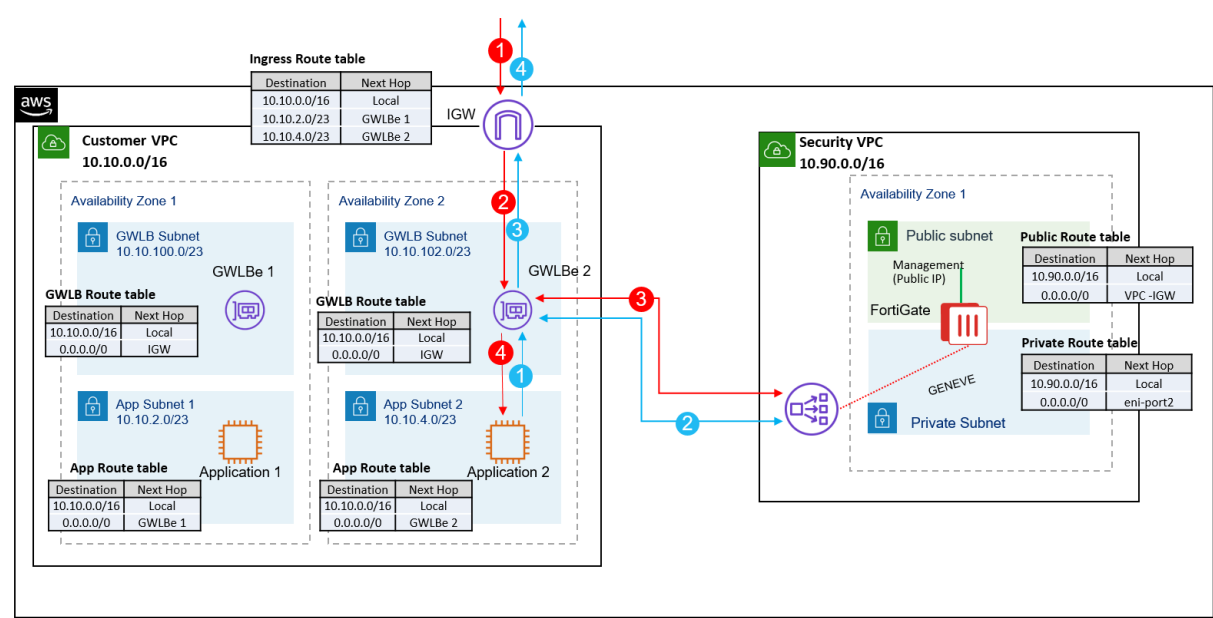 1
4
Ingress Route table
Destination Next Hop
10.10.0.0/16 Local
10.10.2.0/23 GWLBe 1
10.10.4.0/23 GWLBe 2
IGW
aws
Customer VPC
10.10.0.0/16
Availability Zone 1
GWLB Subnet
10.10.100.0/23
GWLBe 1
GWLB Route table
Destination Next Hop
10.10.0.0/16 Local
0.0.0.0/0 IGW
App Subnet 1
10.10.2.0/23
Application 1
App Route table
Destination Next Hop
10.10.0.0/16 Local
0.0.0.0/0 GWLBe 1
Availability Zone 2
2
3
GWLB Subnet
10.10.102.0/23
GWLBe 2
GWLB Route table
Destination Next Hop
10.10.0.0/16 Local
0.0.0.0/0 IGW
4
1
App Subnet 2
10.10.4.0/23
Application 2
App Route table
Destination Next Hop
10.10.0.0/16 Local
0.0.0.0/0 GWLBe 2
3
2
Security VPC
10.90.0.0/16
Availability Zone 1
Public subnet
Management
(Public IP)
FortiGate
Public Route table
Destination Next Hop
10.90.0.0/16 Local
0.0.0.0/0 VPC -IGW
Private Route table
Destination Next Hop
10.90.0.0/16 Local
0.0.0.0/0 eni-port2
GENEVE
Private Subnet